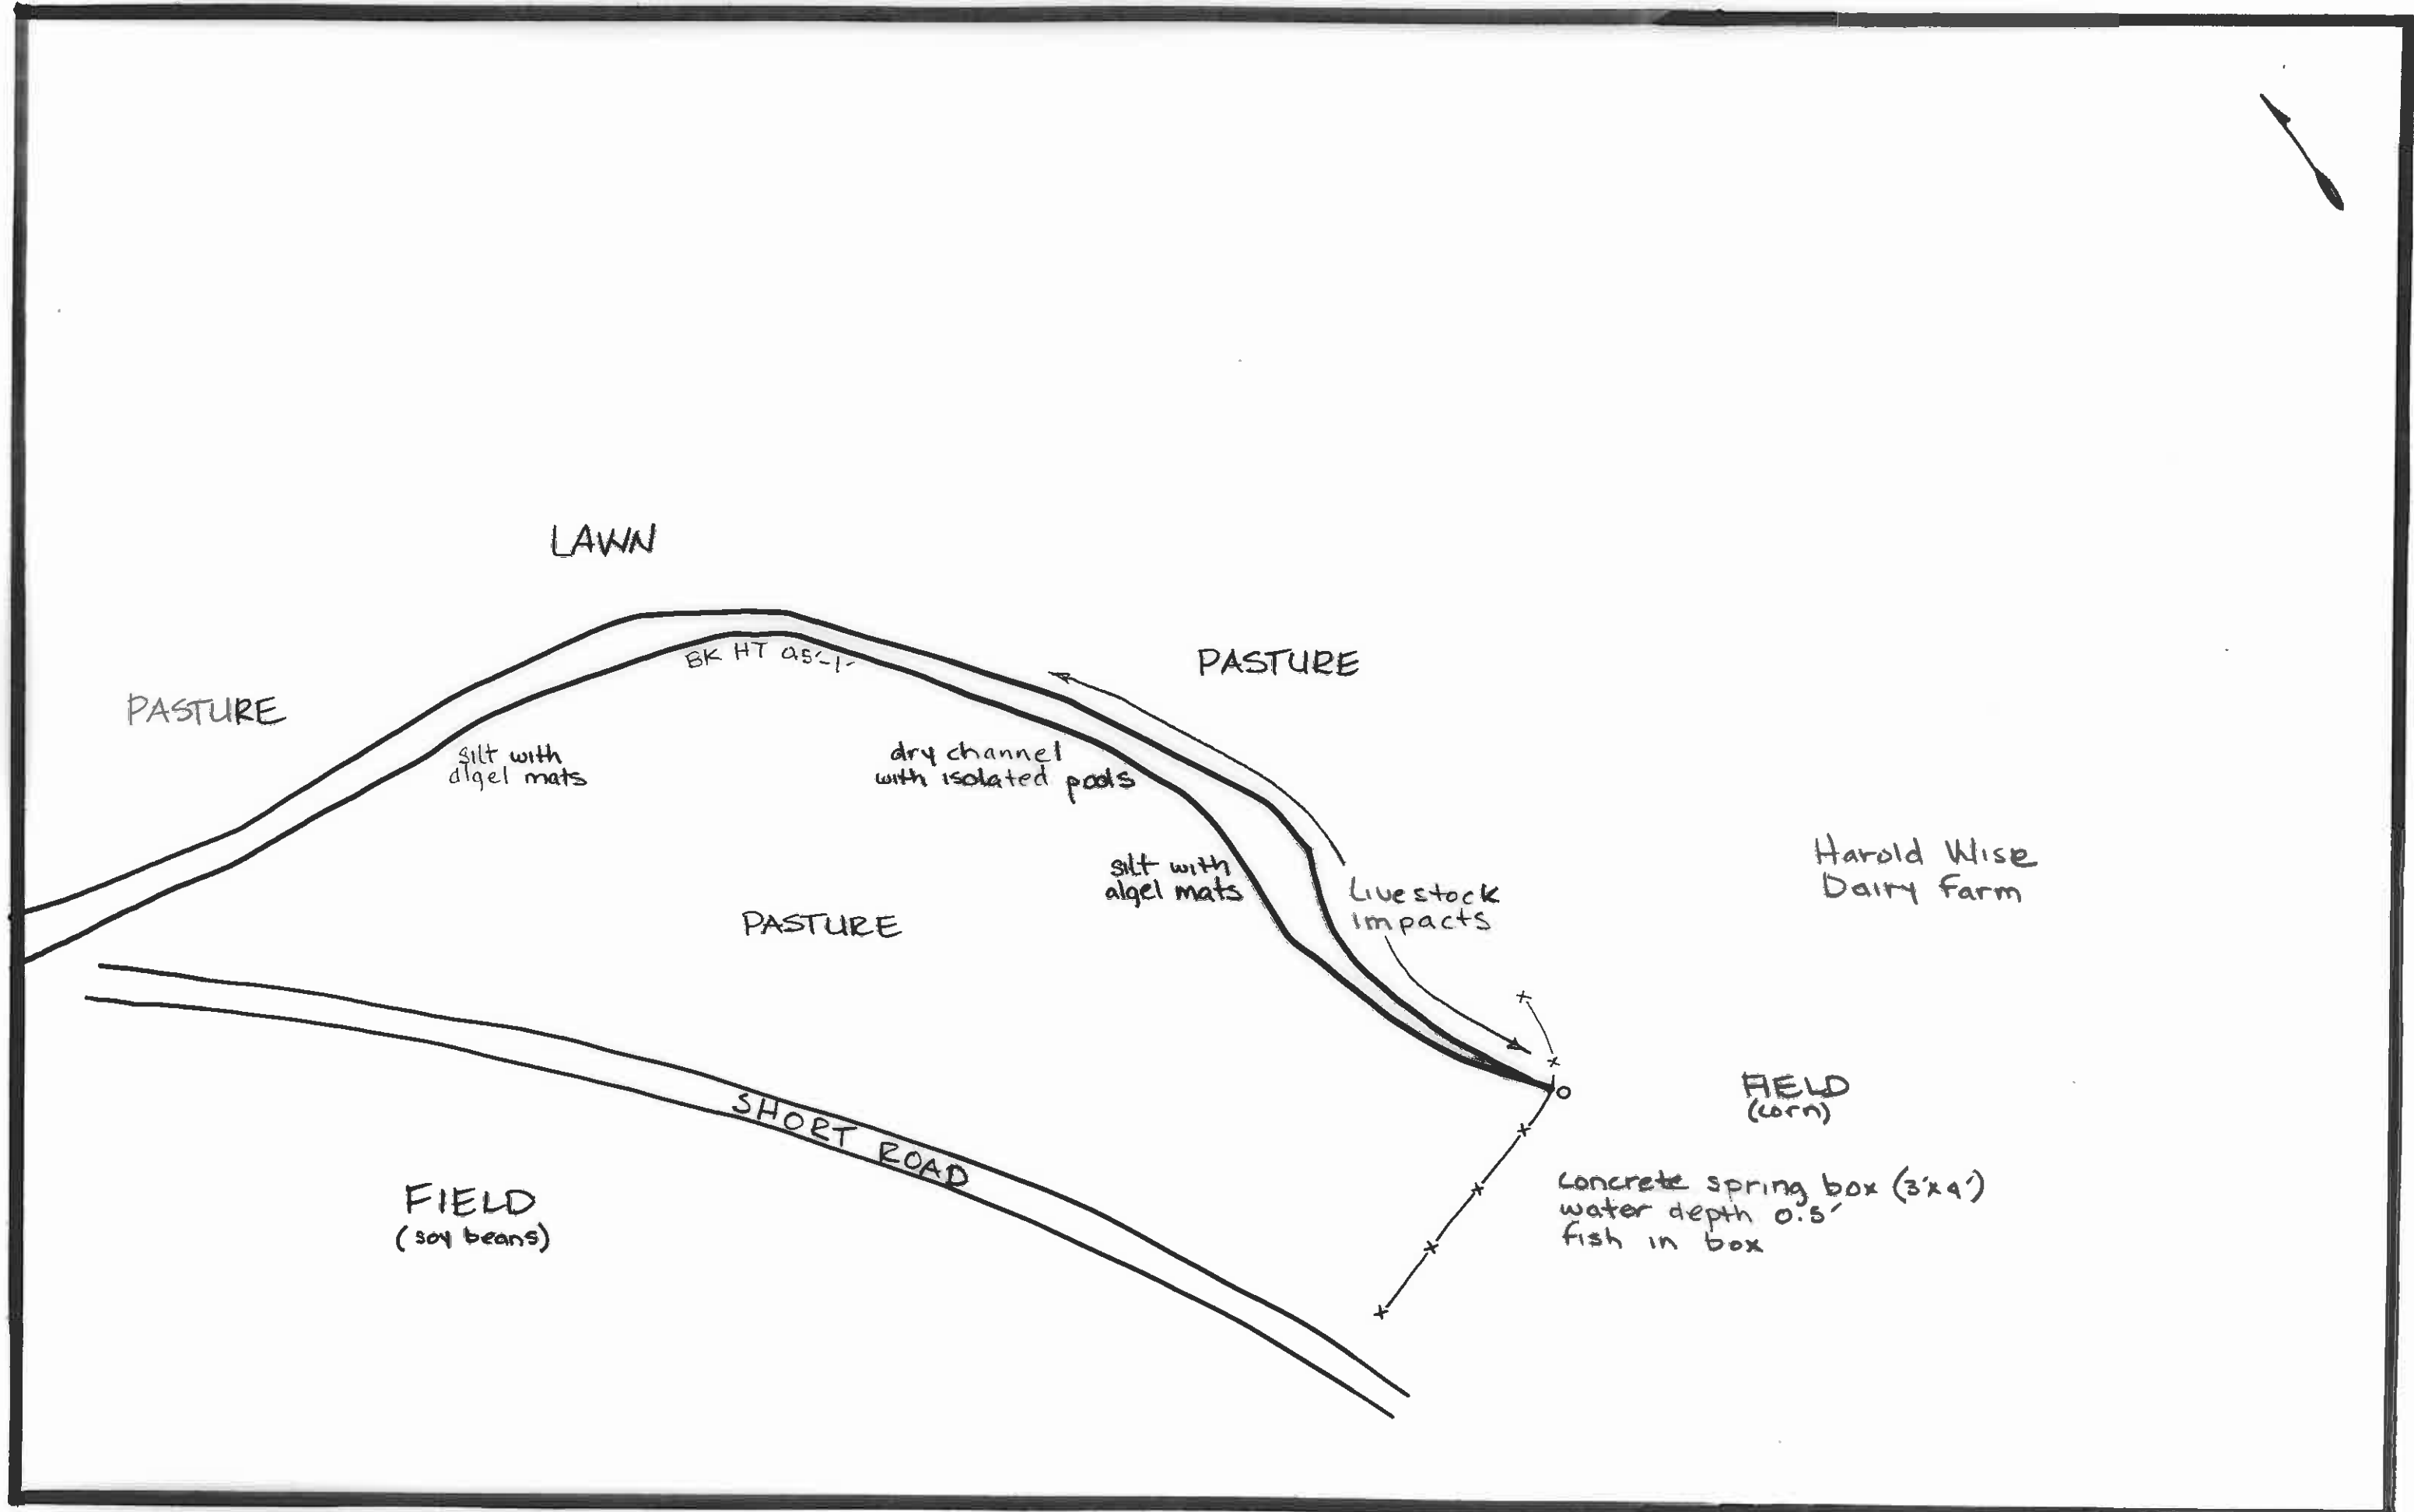 LAWN
BK HT 0.5'-1'
PASTURE
PASTURE
silt with
algel mats
dry channel
with isolated pools
silt with
algel mats
Livestock
impacts
Harold Wise
Dairy Farm
PASTURE
SHORT ROAD
FIELD
(corn)
concrete spring box (3'x4')
water depth 0.5'
fish in box
FIELD
(soy beans)